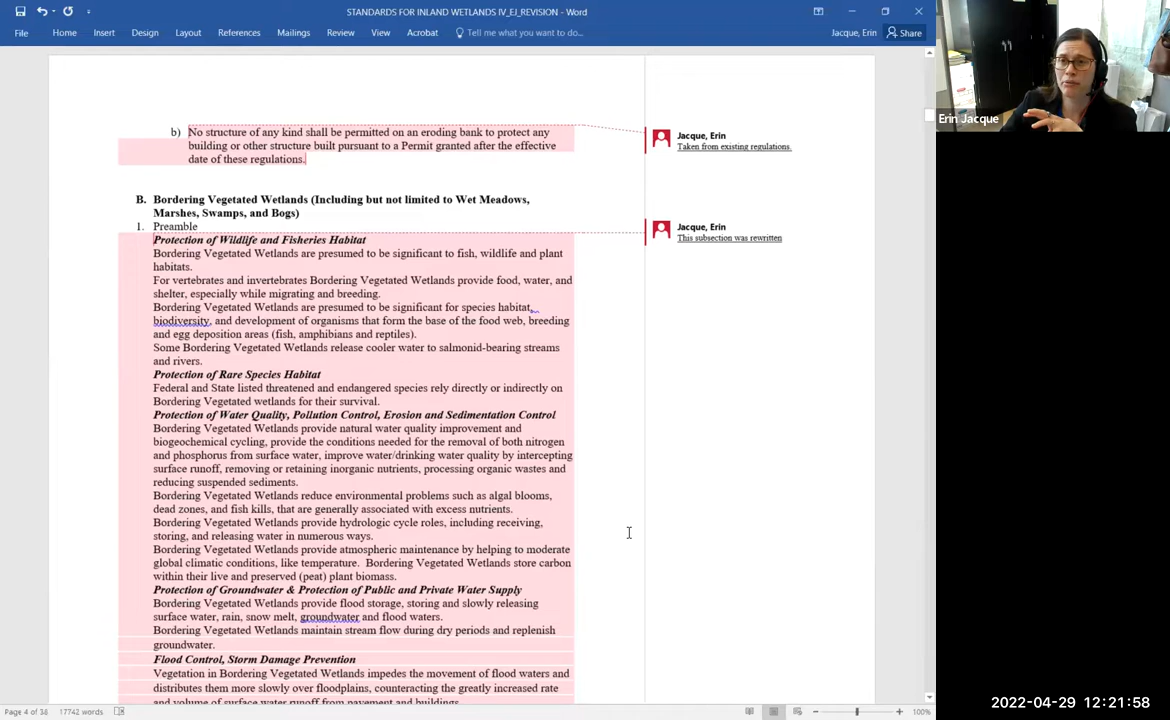 STANDARDS FOR INLAND WETLANDS IV_EJ_REVISION - Word
File Home Insert Design Layout References Mailings Review View Acrobat Tell me what you want to do... Jacque, Erin Share
b) No structure of any kind shall be permitted on an eroding bank to protect any
building or other structure built pursuant to a Permit granted after the effective
date of these regulations.
Jacque, Erin
Taken from existing regulations.
B. Bordering Vegetated Wetlands (Including but not limited to Wet Meadows,
Marshes, Swamps, and Bogs)
1. Preamble
Jacque, Erin
This subsection was rewritten
Protection of Wildlife and Fisheries Habitat
Bordering Vegetated Wetlands are presumed to be significant to fish, wildlife and plant
habitats.
For vertebrates and invertebrates Bordering Vegetated Wetlands provide food, water, and
shelter, especially while migrating and breeding.
Bordering Vegetated Wetlands are presumed to be significant for species habitat,
biodiversity, and development of organisms that form the base of the food web, breeding
and egg deposition areas (fish, amphibians and reptiles).
Some Bordering Vegetated Wetlands release cooler water to salmonid-bearing streams
and rivers.
Protection of Rare Species Habitat
Federal and State listed threatened and endangered species rely directly or indirectly on
Bordering Vegetated wetlands for their survival.
Protection of Water Quality, Pollution Control, Erosion and Sedimentation Control
Bordering Vegetated Wetlands provide natural water quality improvement and
biogeochemical cycling, provide the conditions needed for the removal of both nitrogen
and phosphorus from surface water, improve water/drinking water quality by intercepting
surface runoff, removing or retaining inorganic nutrients, processing organic wastes and
reducing suspended sediments.
Bordering Vegetated Wetlands reduce environmental problems such as algal blooms,
dead zones, and fish kills, that are generally associated with excess nutrients.
Bordering Vegetated Wetlands provide hydrologic cycle roles, including receiving,
storing, and releasing water in numerous ways.
Bordering Vegetated Wetlands provide atmospheric maintenance by helping to moderate
global climatic conditions, like temperature. Bordering Vegetated Wetlands store carbon
within their live and preserved (peat) plant biomass.
Protection of Groundwater & Protection of Public and Private Water Supply
Bordering Vegetated Wetlands provide flood storage, storing and slowly releasing
surface water, rain, snow melt, groundwater and flood waters.
Bordering Vegetated Wetlands maintain stream flow during dry periods and replenish
groundwater.
Flood Control, Storm Damage Prevention
Vegetation in Bordering Vegetated Wetlands impedes the movement of flood waters and
distributes them more slowly over floodplains, counteracting the greatly increased rate
and volume of surface water runoff from pavement and buildings.
Page 4 of 38 17742 words 100%
Erin Jacque
2022-04-29 12:21:58